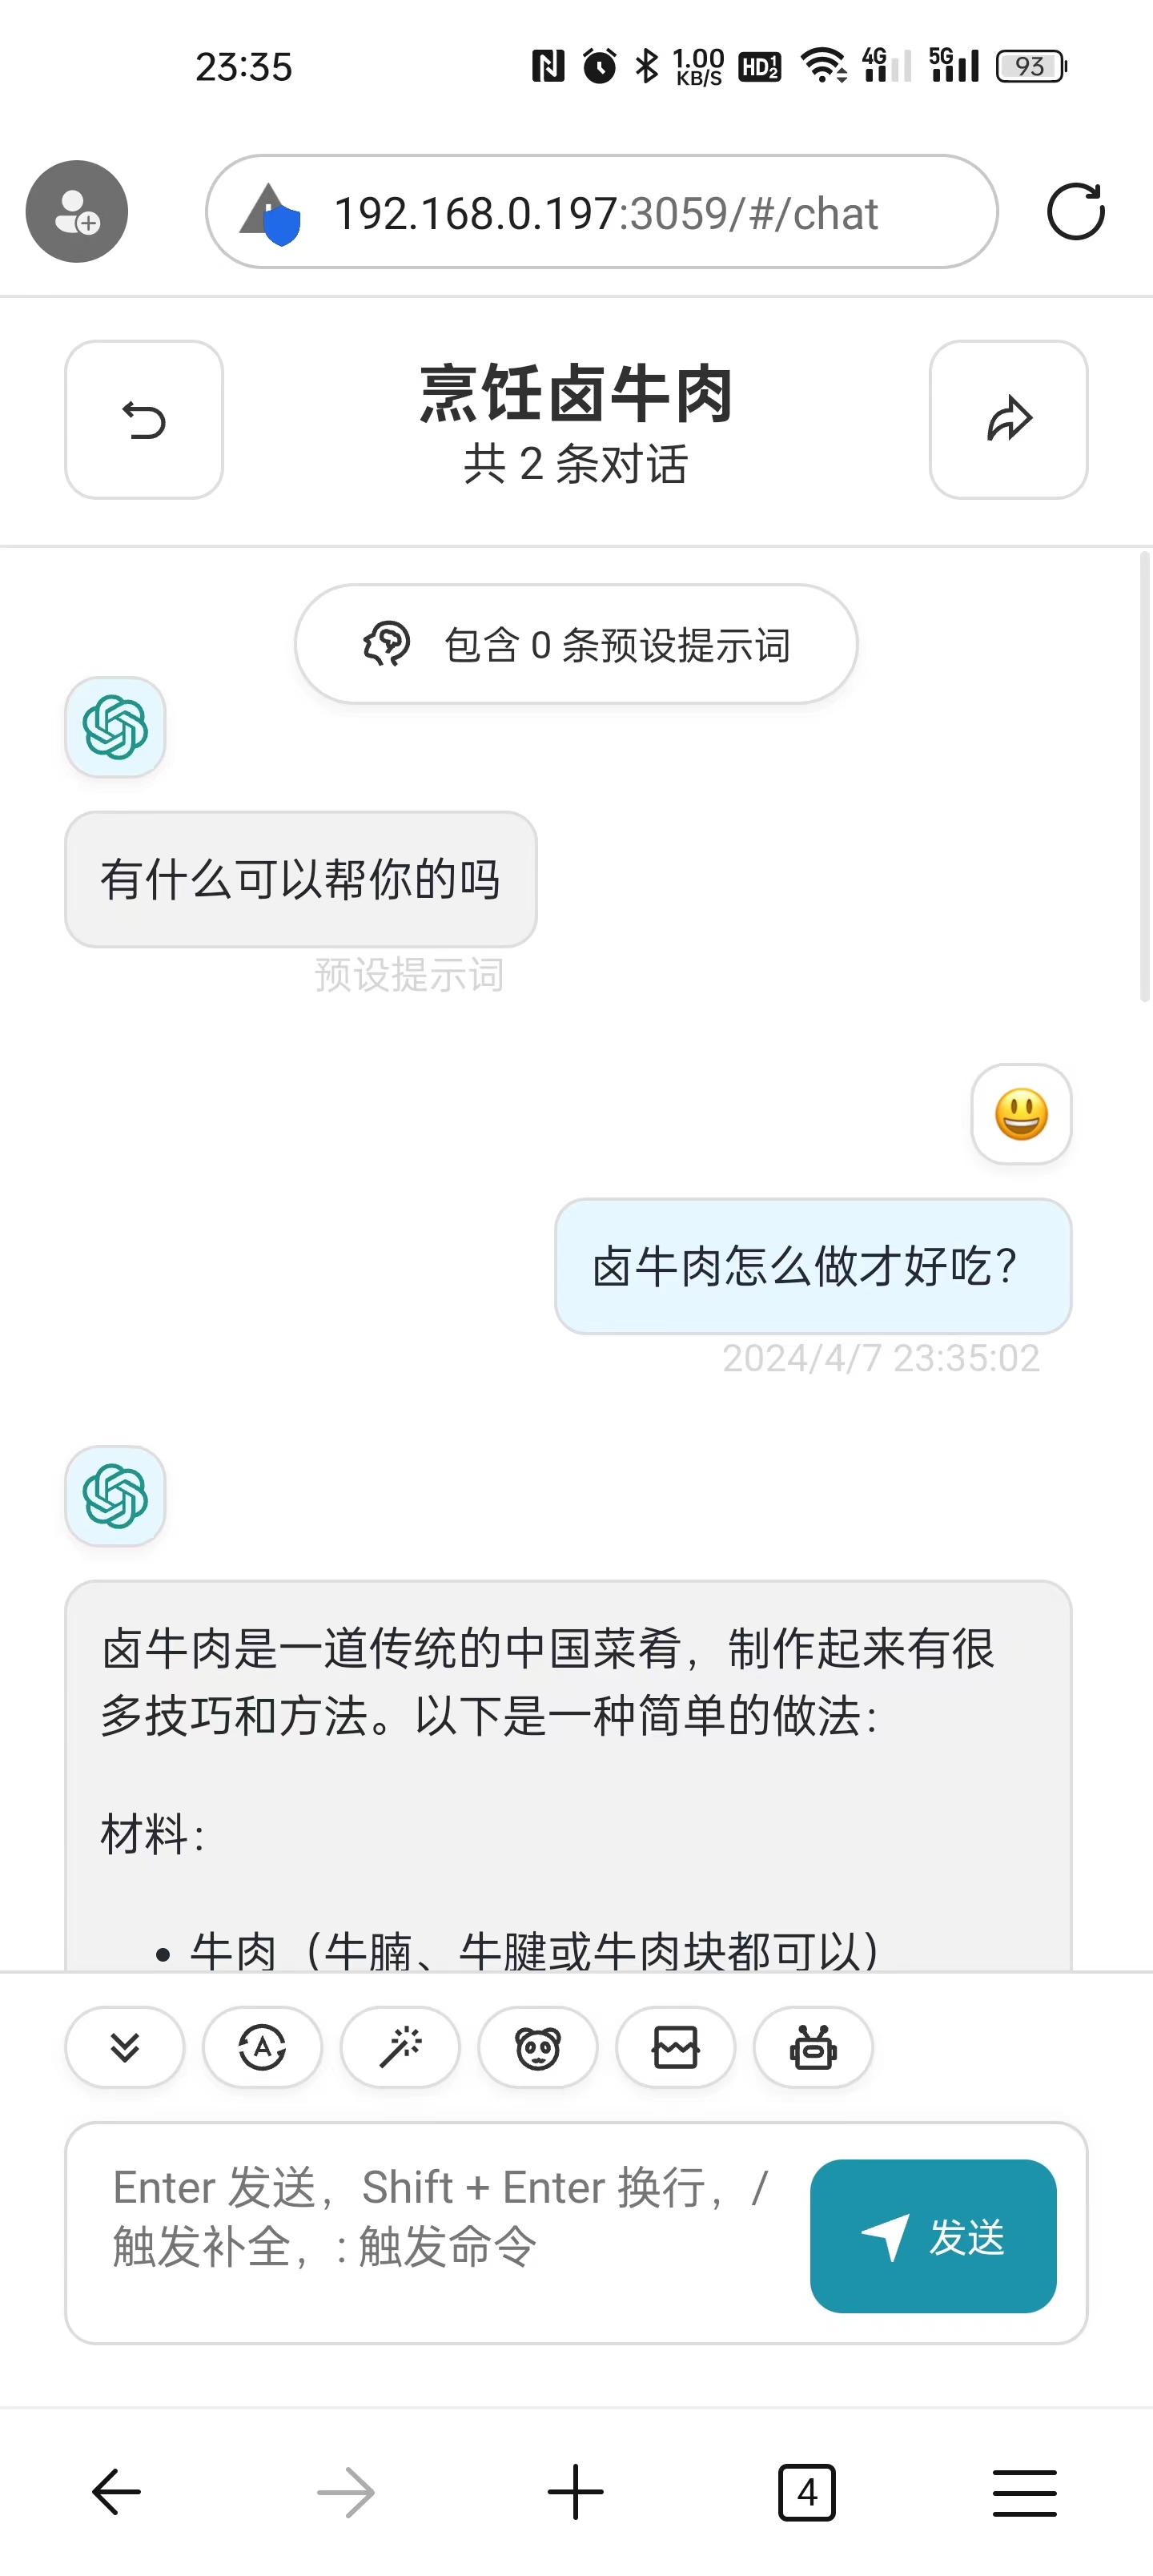 23:35
1.00
KB/S
HD 1 2
4G
5G
93
192.168.0.197:3059/#/chat
烹饪卤牛肉
共 2 条对话
包含 0 条预设提示词
有什么可以帮你的吗
预设提示词
卤牛肉怎么做才好吃？
2024/4/7 23:35:02
卤牛肉是一道传统的中国菜肴，制作起来有很
多技巧和方法。以下是一种简单的做法：
材料：
• 牛肉（牛腩、牛腱或牛肉块都可以）
A
Enter 发送，Shift + Enter 换行，/
触发补全，: 触发命令
发送
4